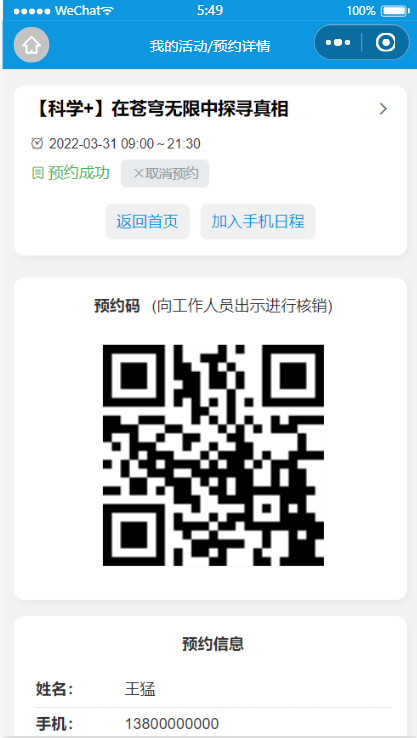 WeChat 5:49 100%
我的活动/预约详情
【科学+】在苍穹无限中探寻真相
2022-03-31 09:00~21:30
预约成功 ×取消预约
返回首页 加入手机日程
预约码 (向工作人员出示进行核销)
预约信息
姓名: 王猛
手机: 13800000000